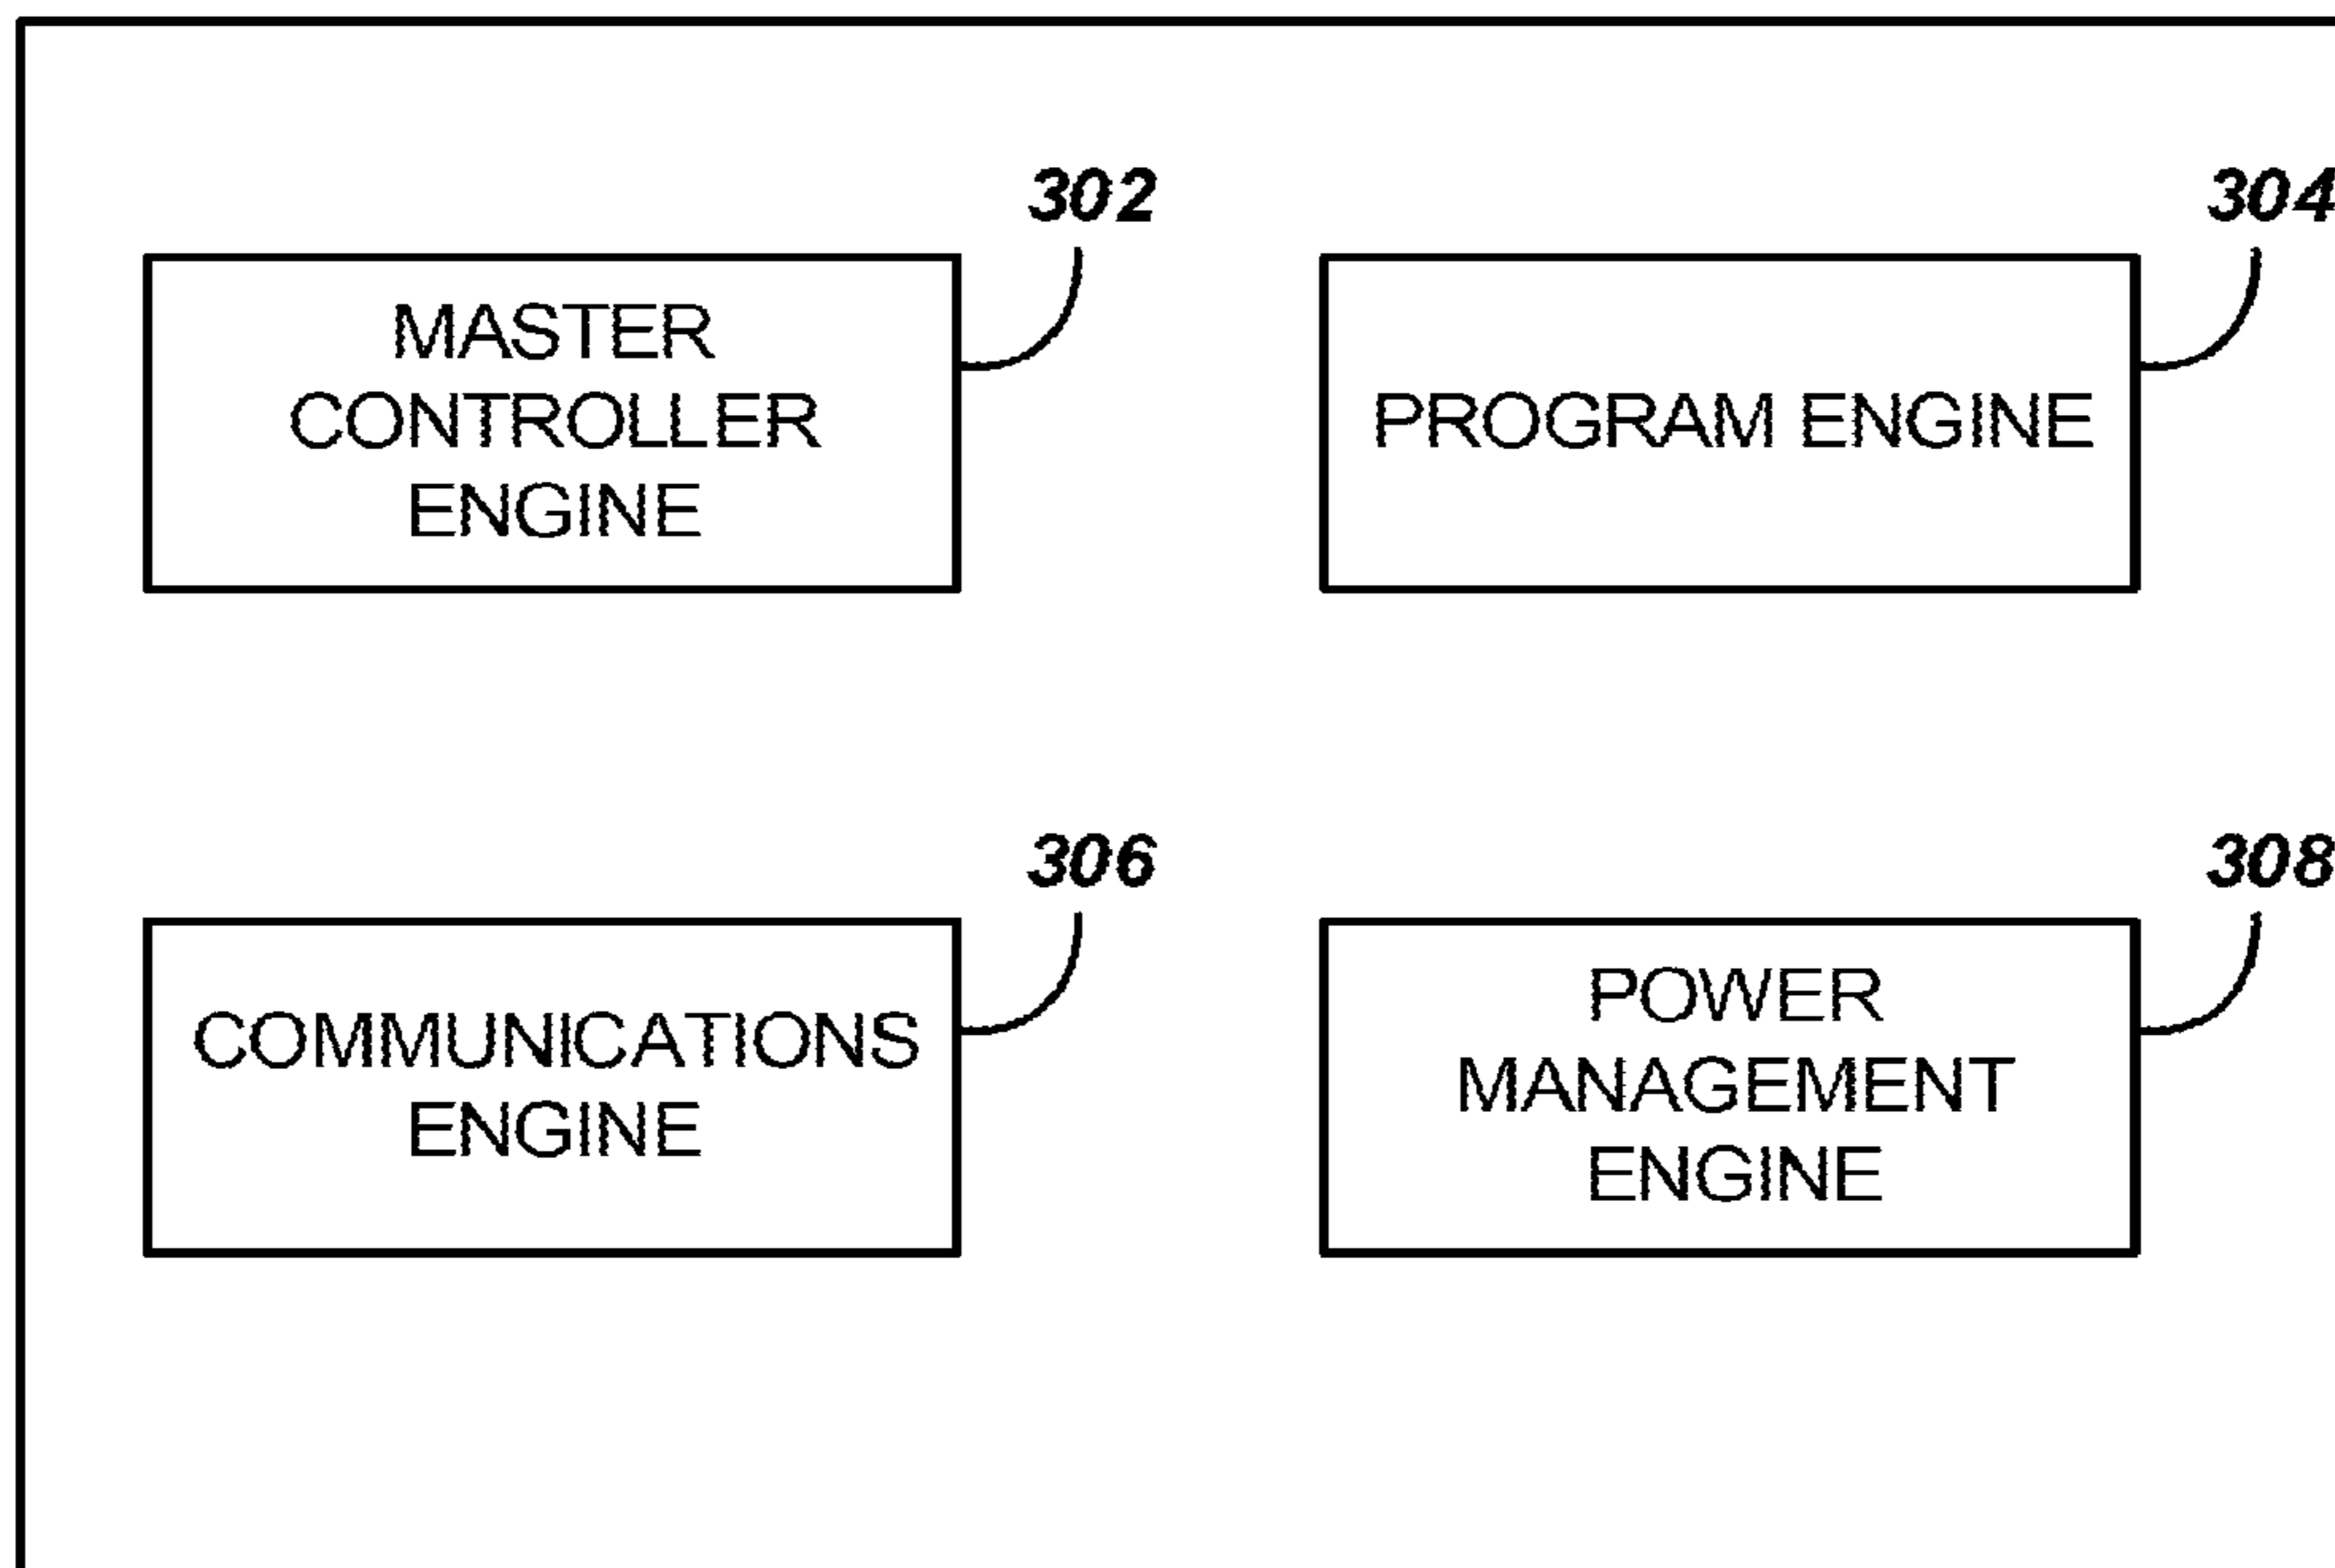 302
MASTER
CONTROLLER
ENGINE
304
PROGRAM ENGINE
306
COMMUNICATIONS
ENGINE
308
POWER
MANAGEMENT
ENGINE